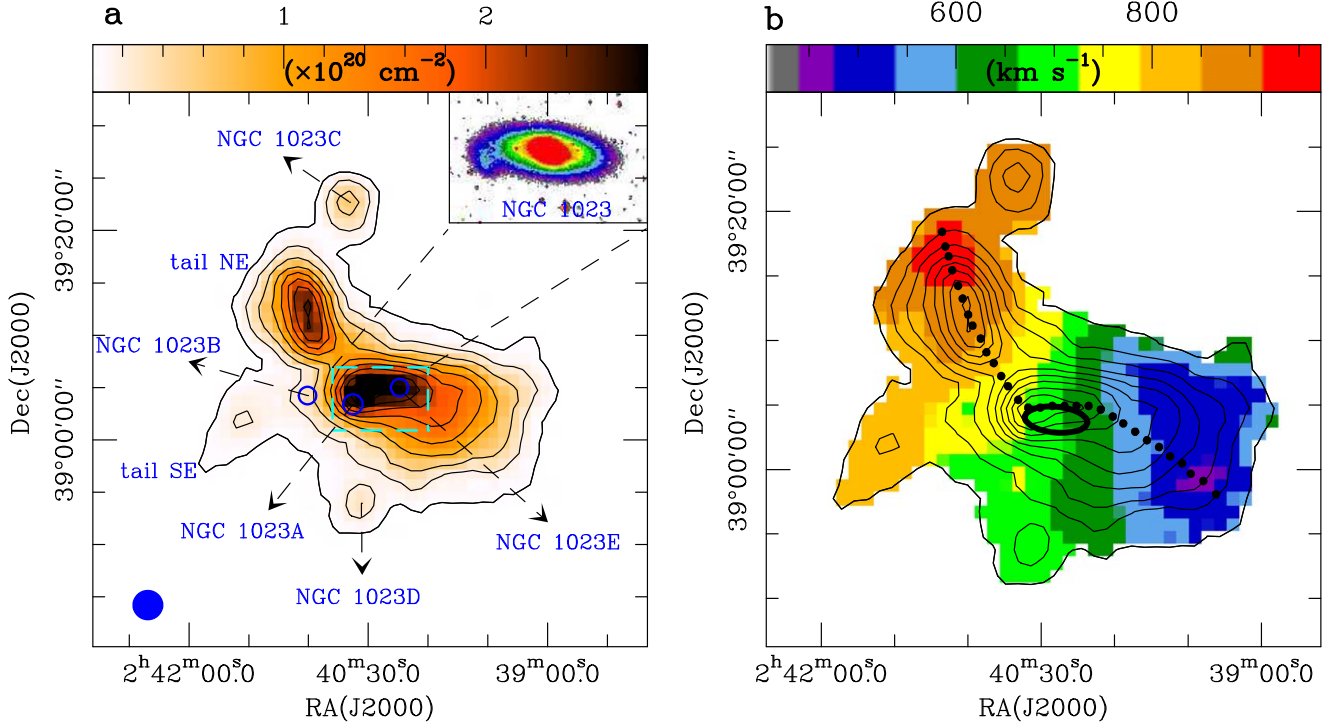 a
1
2
(×10²⁰ cm⁻²)
NGC 1023C
NGC 1023
tail NE
NGC 1023B
tail SE
NGC 1023A
NGC 1023E
NGC 1023D
39°20'00"
39°00'00"
Dec(J2000)
2ʰ42ᵐ00ˢ.0
40ᵐ30ˢ.0
39ᵐ00ˢ.0
RA(J2000)
b
600
800
(km s⁻¹)
39°20'00"
39°00'00"
Dec(J2000)
2ʰ42ᵐ00ˢ.0
40ᵐ30ˢ.0
39ᵐ00ˢ.0
RA(J2000)